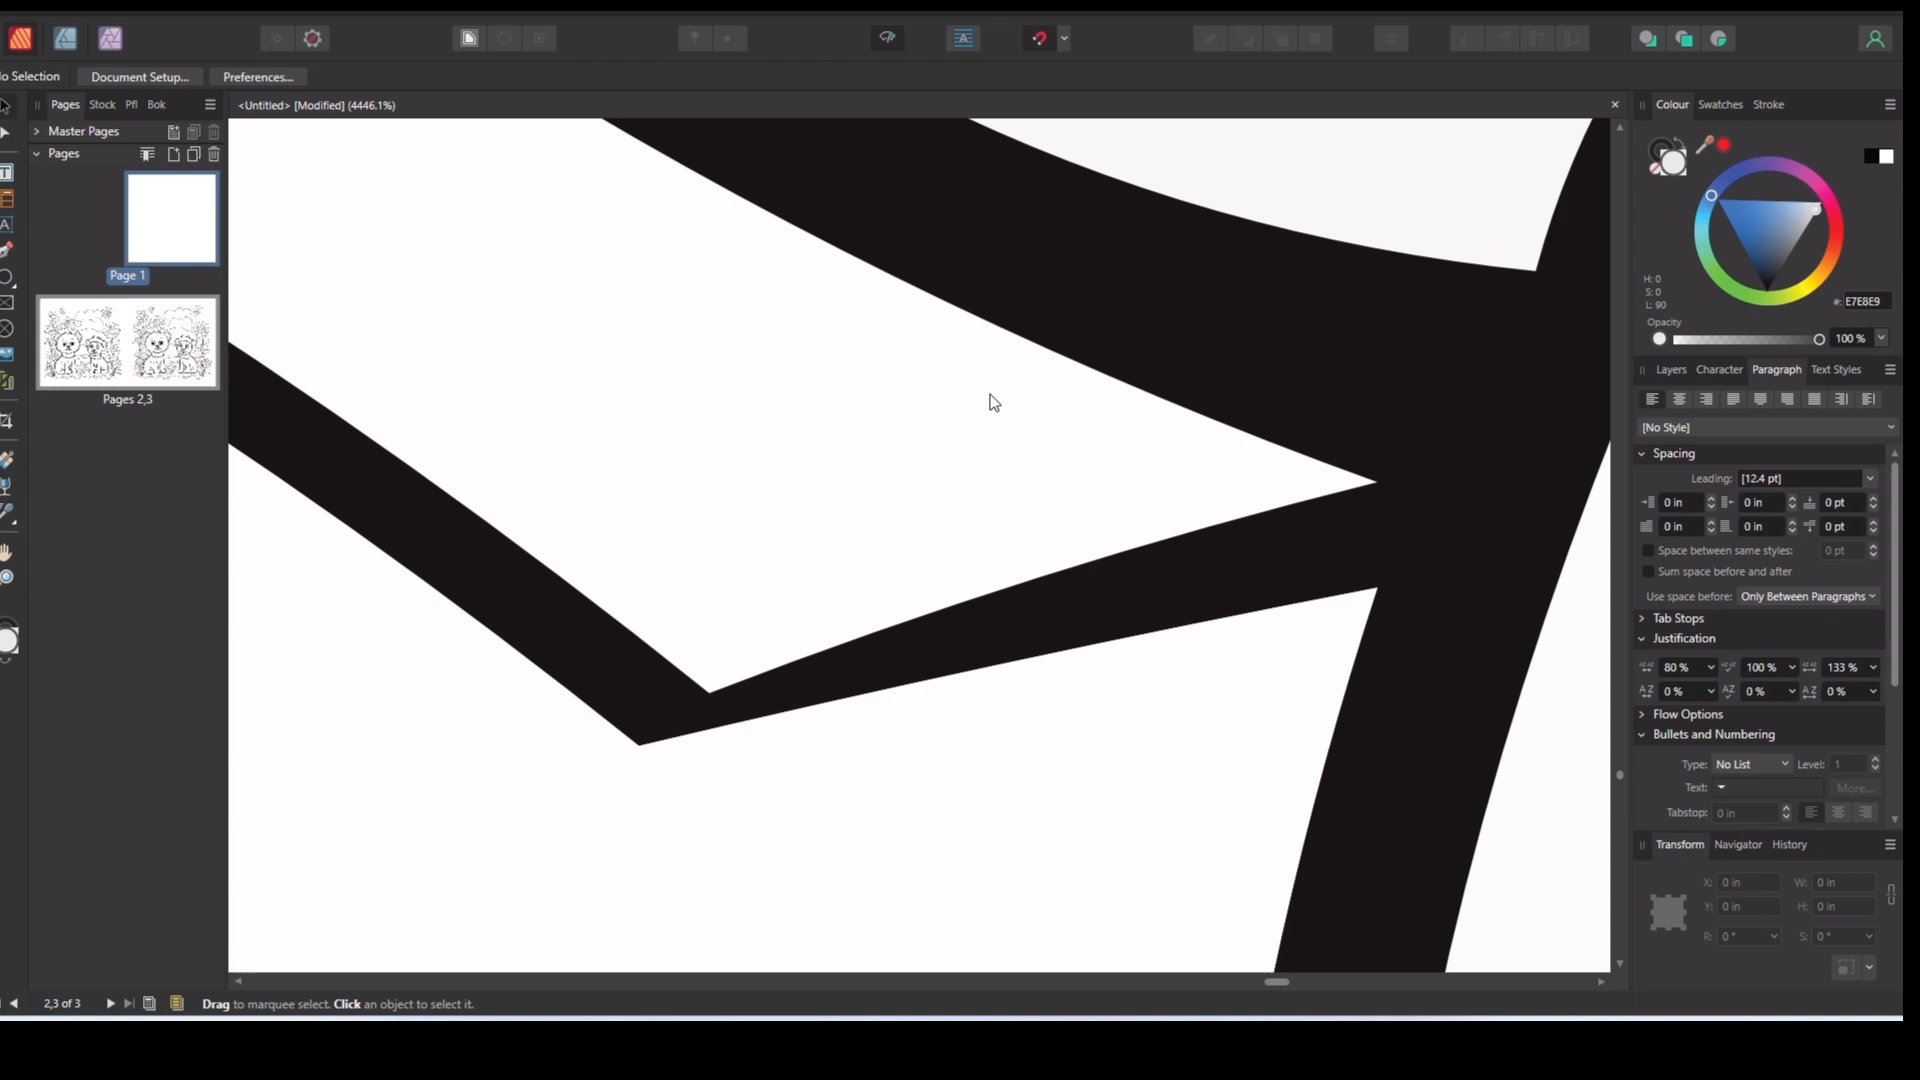 No Selection
Document Setup...
Preferences...
Pages
Stock
Pfl
Bok
<Untitled> [Modified] (4446.1%)
Master Pages
Pages
Page 1
Pages 2,3
2,3 of 3
Drag to marquee select. Click an object to select it.
Colour
Swatches
Stroke
H: 0
S: 0
L: 90
#: E7E8E9
Opacity
100 %
Layers
Character
Paragraph
Text Styles
[No Style]
Spacing
Leading: [12.4 pt]
0 in 0 in 0 pt
0 in 0 in 0 pt
Space between same styles: 0 pt
Sum space before and after
Use space before: Only Between Paragraphs
Tab Stops
Justification
80 % 100 % 133 %
0 % 0 % 0 %
Flow Options
Bullets and Numbering
Type: No List Level: 1
Text: More...
Tabstop: 0 in
Transform
Navigator
History
X: 0 in W: 0 in
Y: 0 in H: 0 in
R: 0 ° S: 0 °